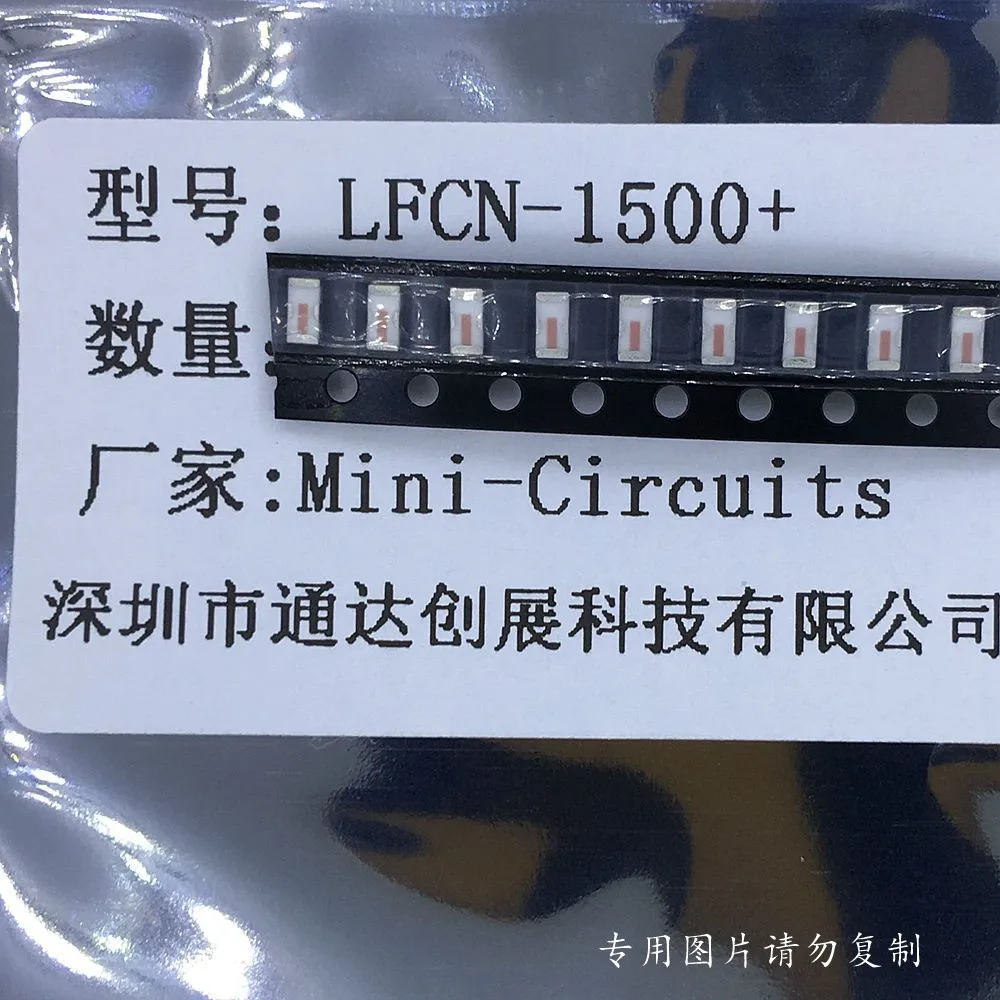 型号: LFCN-1500+
数量:
厂家:Mini-Circuits
深圳市通达创展科技有限公司
专用图片请勿复制